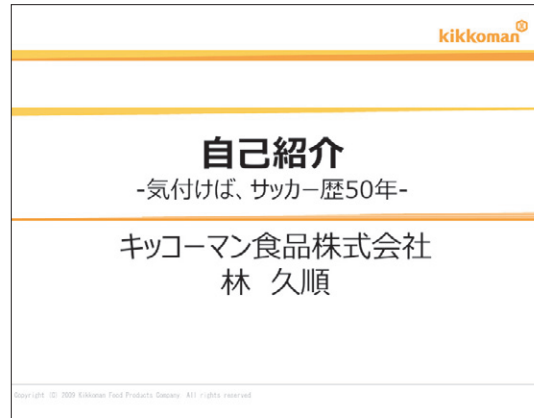 kikkoman
自己紹介
-気付けば、サッカー歴50年-
キッコーマン食品株式会社
林 久順
Copyright (C) 2009 Kikkoman Food Products Company All rights reserved